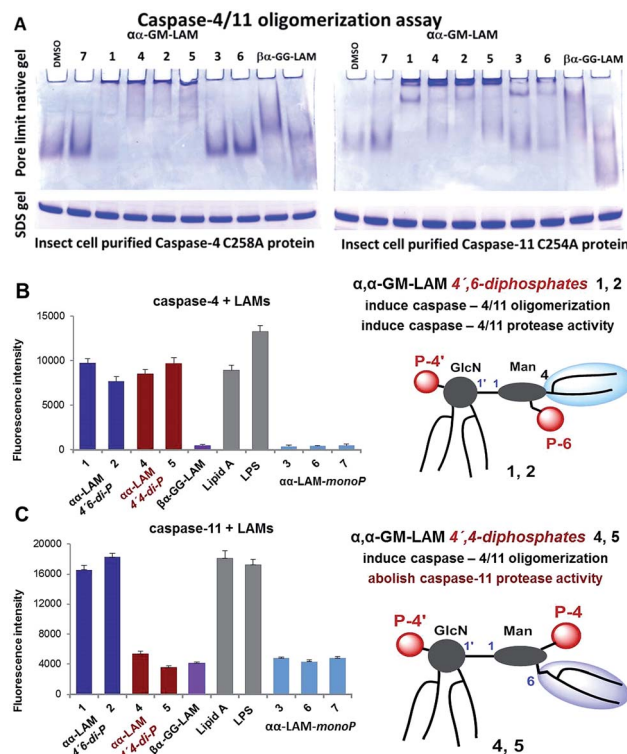 A
Caspase-4/11 oligomerization assay
αα-GM-LAM
αα-GM-LAM
DMSO 7 1 4 2 5 3 6 βα-GG-LAM
DMSO 7 1 4 2 5 3 6 βα-GG-LAM
Pore limit native gel
SDS gel
Insect cell purified Caspase-4 C258A protein
Insect cell purified Caspase-11 C254A protein
B
caspase-4 + LAMs
Fluorescence intensity
15000
10000
5000
0
1 2 4 5 βα-GG-LAM Lipid A LPS 3 6 7
αα-LAM
4´6-di-P
αα-LAM
4´4-di-P
αα-LAM-monoP
α,α-GM-LAM 4´,6-diphosphates 1, 2
induce caspase – 4/11 oligomerization
induce caspase – 4/11 protease activity
P-4'
GlcN
1' 1
Man
4
P-6
1, 2
C
caspase-11 + LAMs
Fluorescence intensity
20000
16000
12000
8000
4000
0
1 2 4 5 βα-GG-LAM Lipid A LPS 3 6 7
αα-LAM
4´6-di-P
αα-LAM
4´4-di-P
αα-LAM-monoP
α,α-GM-LAM 4´,4-diphosphates 4, 5
induce caspase – 4/11 oligomerization
abolish caspase-11 protease activity
P-4'
GlcN
1' 1
Man
P-4
6
4, 5